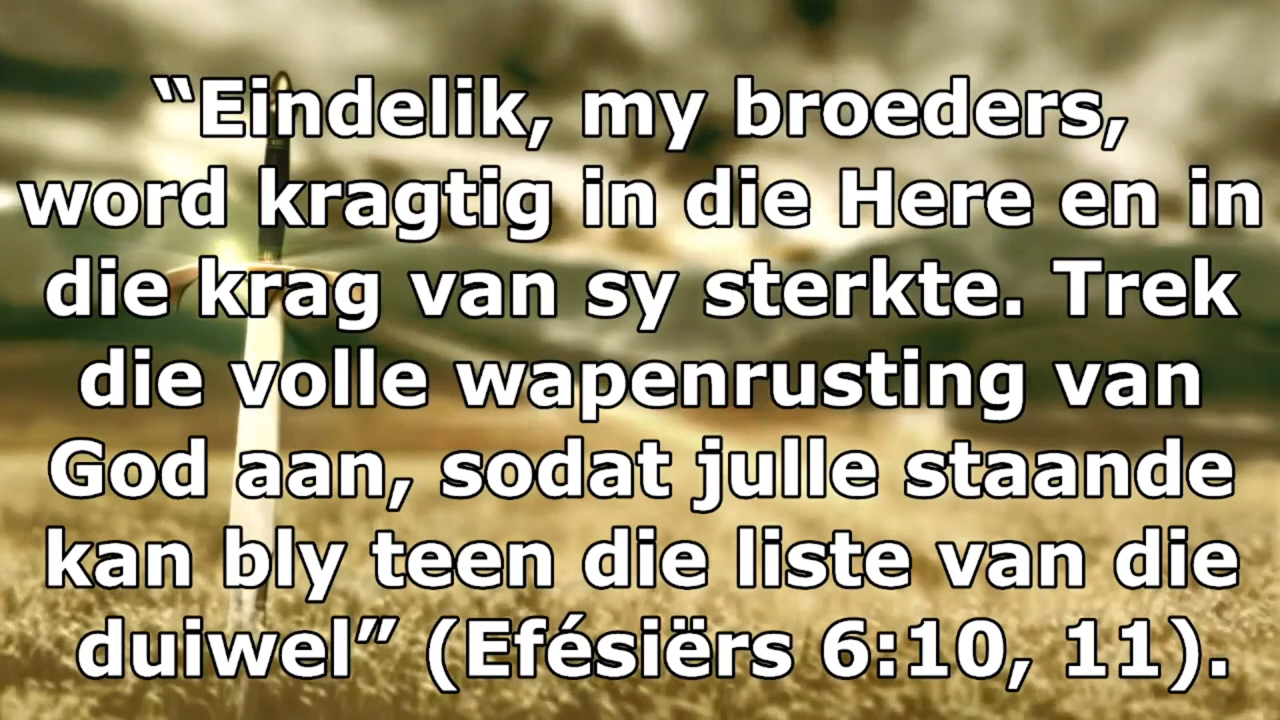 “Eindelik, my broeders,
word kragtig in die Here en in
die krag van sy sterkte. Trek
die volle wapenrusting van
God aan, sodat julle staande
kan bly teen die liste van die
duiwel” (Efésiërs 6:10, 11).